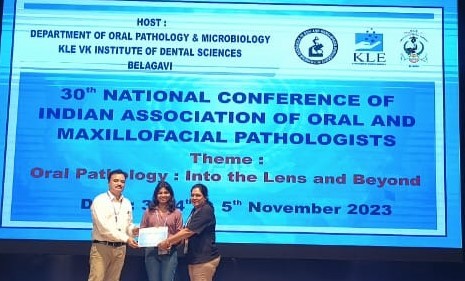 HOST :
DEPARTMENT OF ORAL PATHOLOGY & MICROBIOLOGY
KLE VK INSTITUTE OF DENTAL SCIENCES
BELAGAVI
KLE
30th NATIONAL CONFERENCE OF
INDIAN ASSOCIATION OF ORAL AND
MAXILLOFACIAL PATHOLOGISTS
Theme :
Oral Pathology : Into the Lens and Beyond
5th November 2023